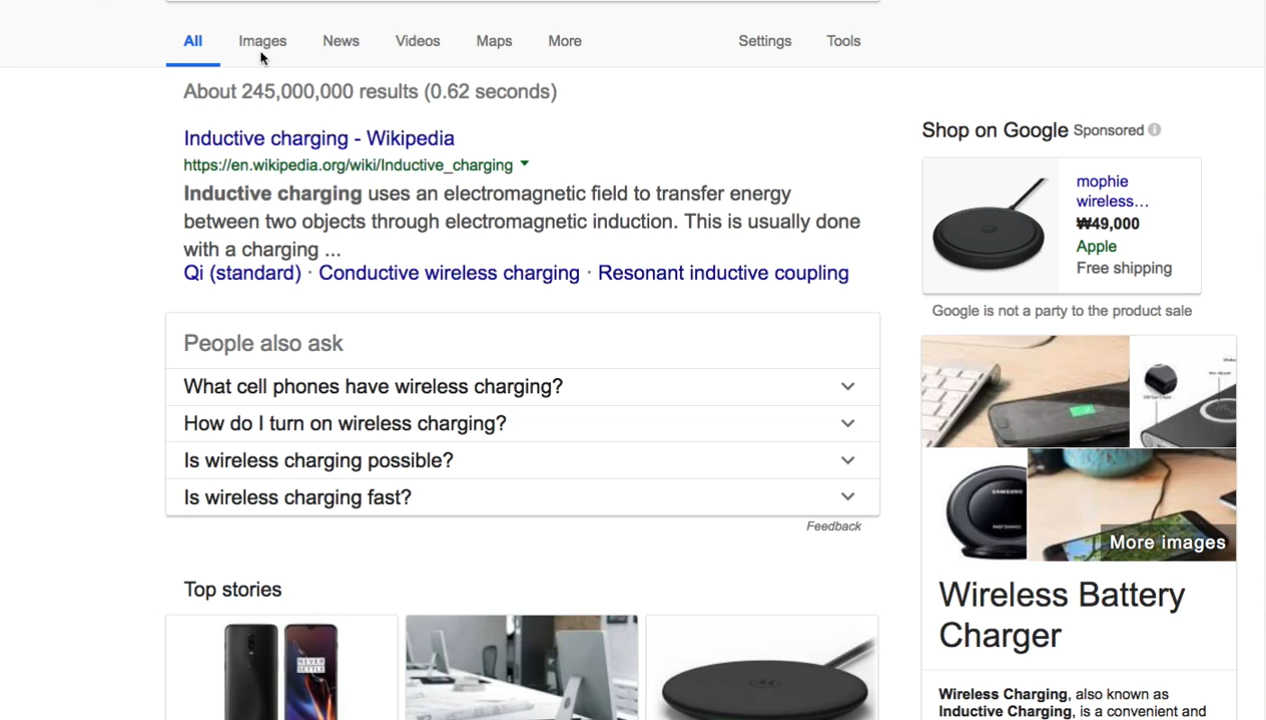 All Images News Videos Maps More Settings Tools
About 245,000,000 results (0.62 seconds)
Inductive charging - Wikipedia
https://en.wikipedia.org/wiki/Inductive_charging
Inductive charging uses an electromagnetic field to transfer energy
between two objects through electromagnetic induction. This is usually done
with a charging ...
Qi (standard) · Conductive wireless charging · Resonant inductive coupling
People also ask
What cell phones have wireless charging?
How do I turn on wireless charging?
Is wireless charging possible?
Is wireless charging fast?
Feedback
Top stories
NEVER
SETTLE
Shop on Google Sponsored
mophie
wireless...
₩49,000
Apple
Free shipping
Google is not a party to the product sale
SAMSUNG
FAST CHARGE
More images
Wireless Battery
Charger
Wireless Charging, also known as
Inductive Charging, is a convenient and